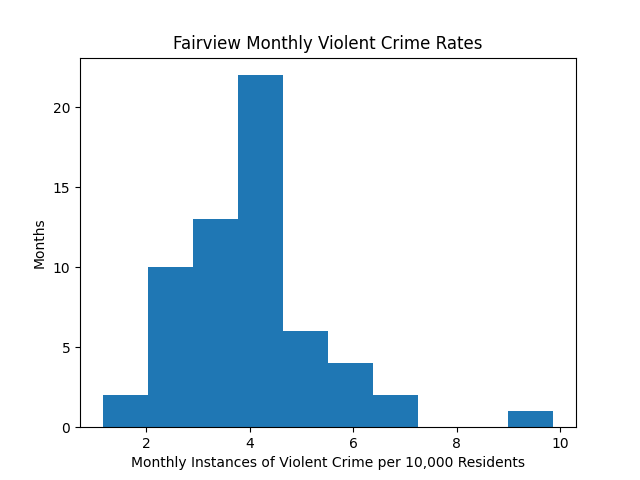 Fairview Monthly Violent Crime Rates
20
15
10
5
0
Months
2 4 6 8 10
Monthly Instances of Violent Crime per 10,000 Residents